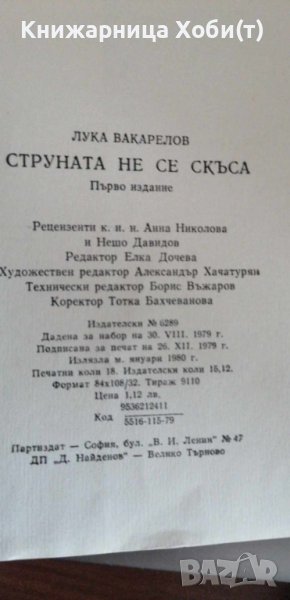 Книжарница Хоби(т)
ЛУКА ВАКАРЕЛОВ
СТРУНАТА НЕ СЕ СКЪСА
Първо издание
Рецензенти к. и. н. Анна Николова
и Нешо Давидов
Редактор Елка Дочева
Художествен редактор Александър Хачатурян
Технически редактор Борис Въжаров
Коректор Тотка Бахчеванова
Издателски № 6289
Дадена за набор на 30. VIII. 1979 г.
Подписана за печат на 26. XII. 1979 г.
Излязла м. януари 1980 г.
Печатни коли 18. Издателски коли 15,12.
Формат 84x108/32. Тираж 9110
Цена 1,12 лв.
Код 9536212411
5516-115-79
Партиздат — София, бул. „В. И. Ленин" № 47
ДП „Д. Найденов" — Велико Търново
BAZAR